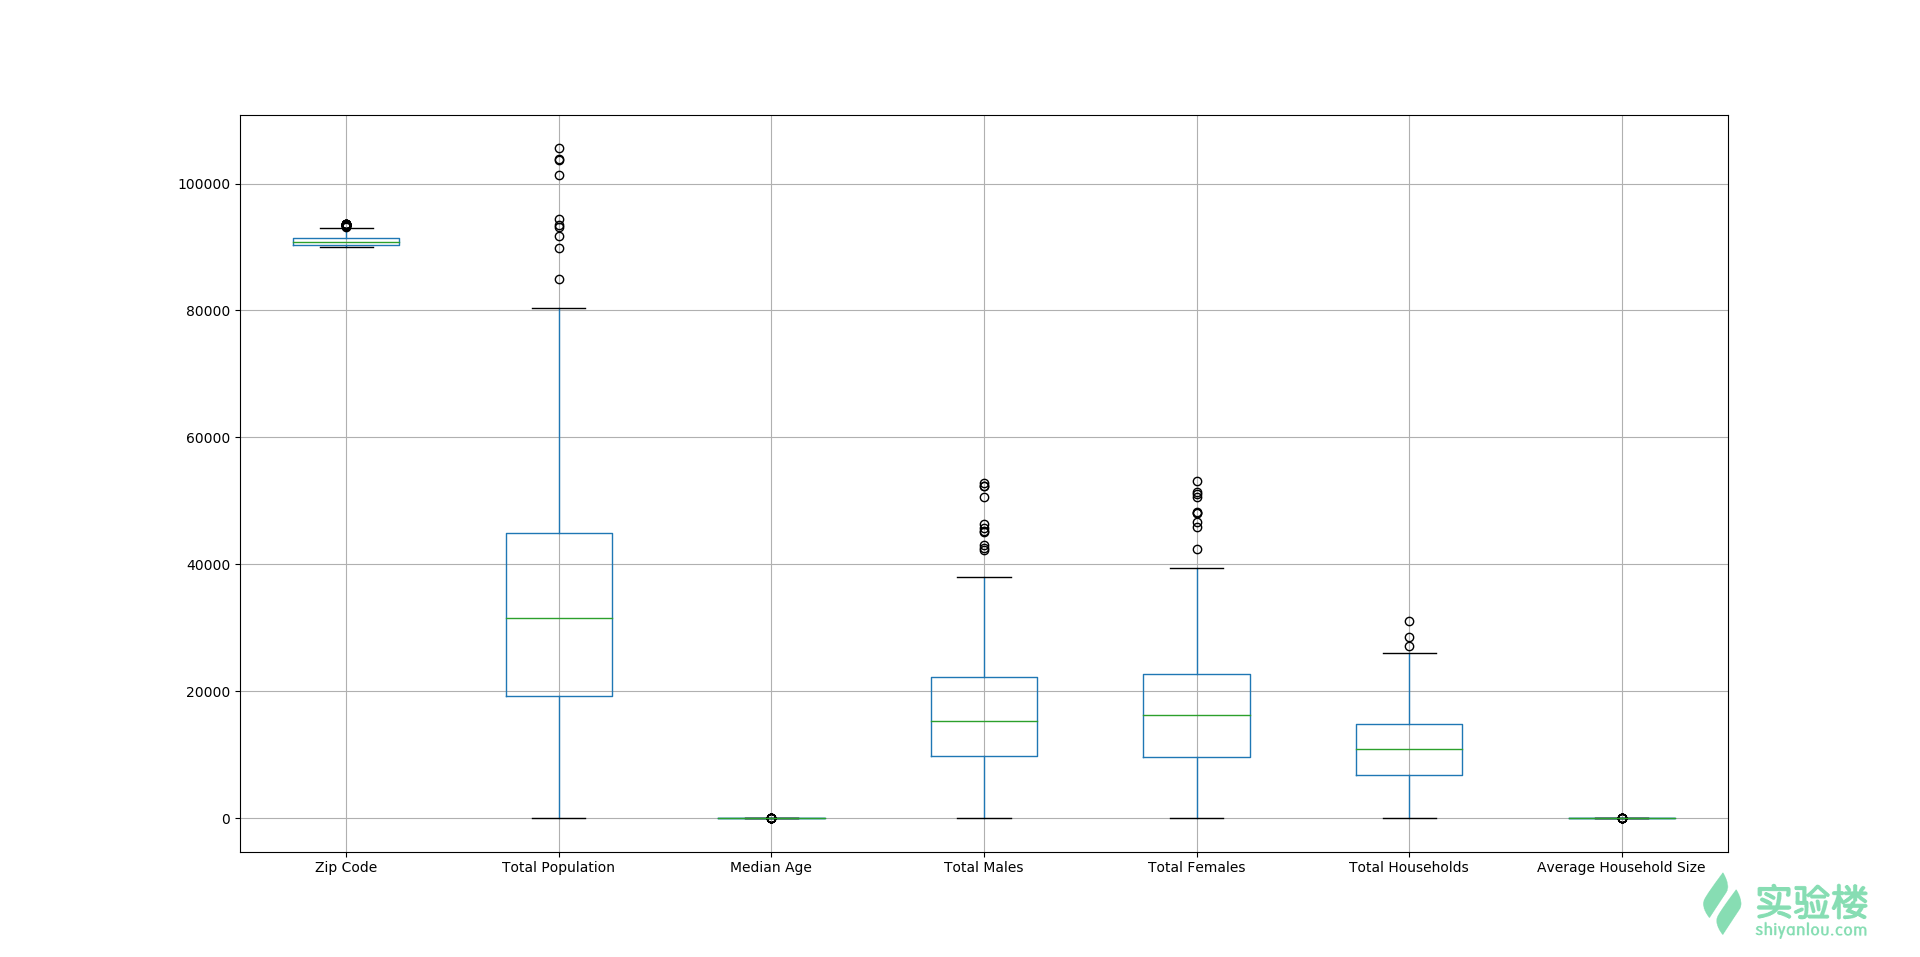 100000
80000
60000
40000
20000
0
Zip Code
Total Population
Median Age
Total Males
Total Females
Total Households
Average Household Size
实验楼
shiyanlou.com